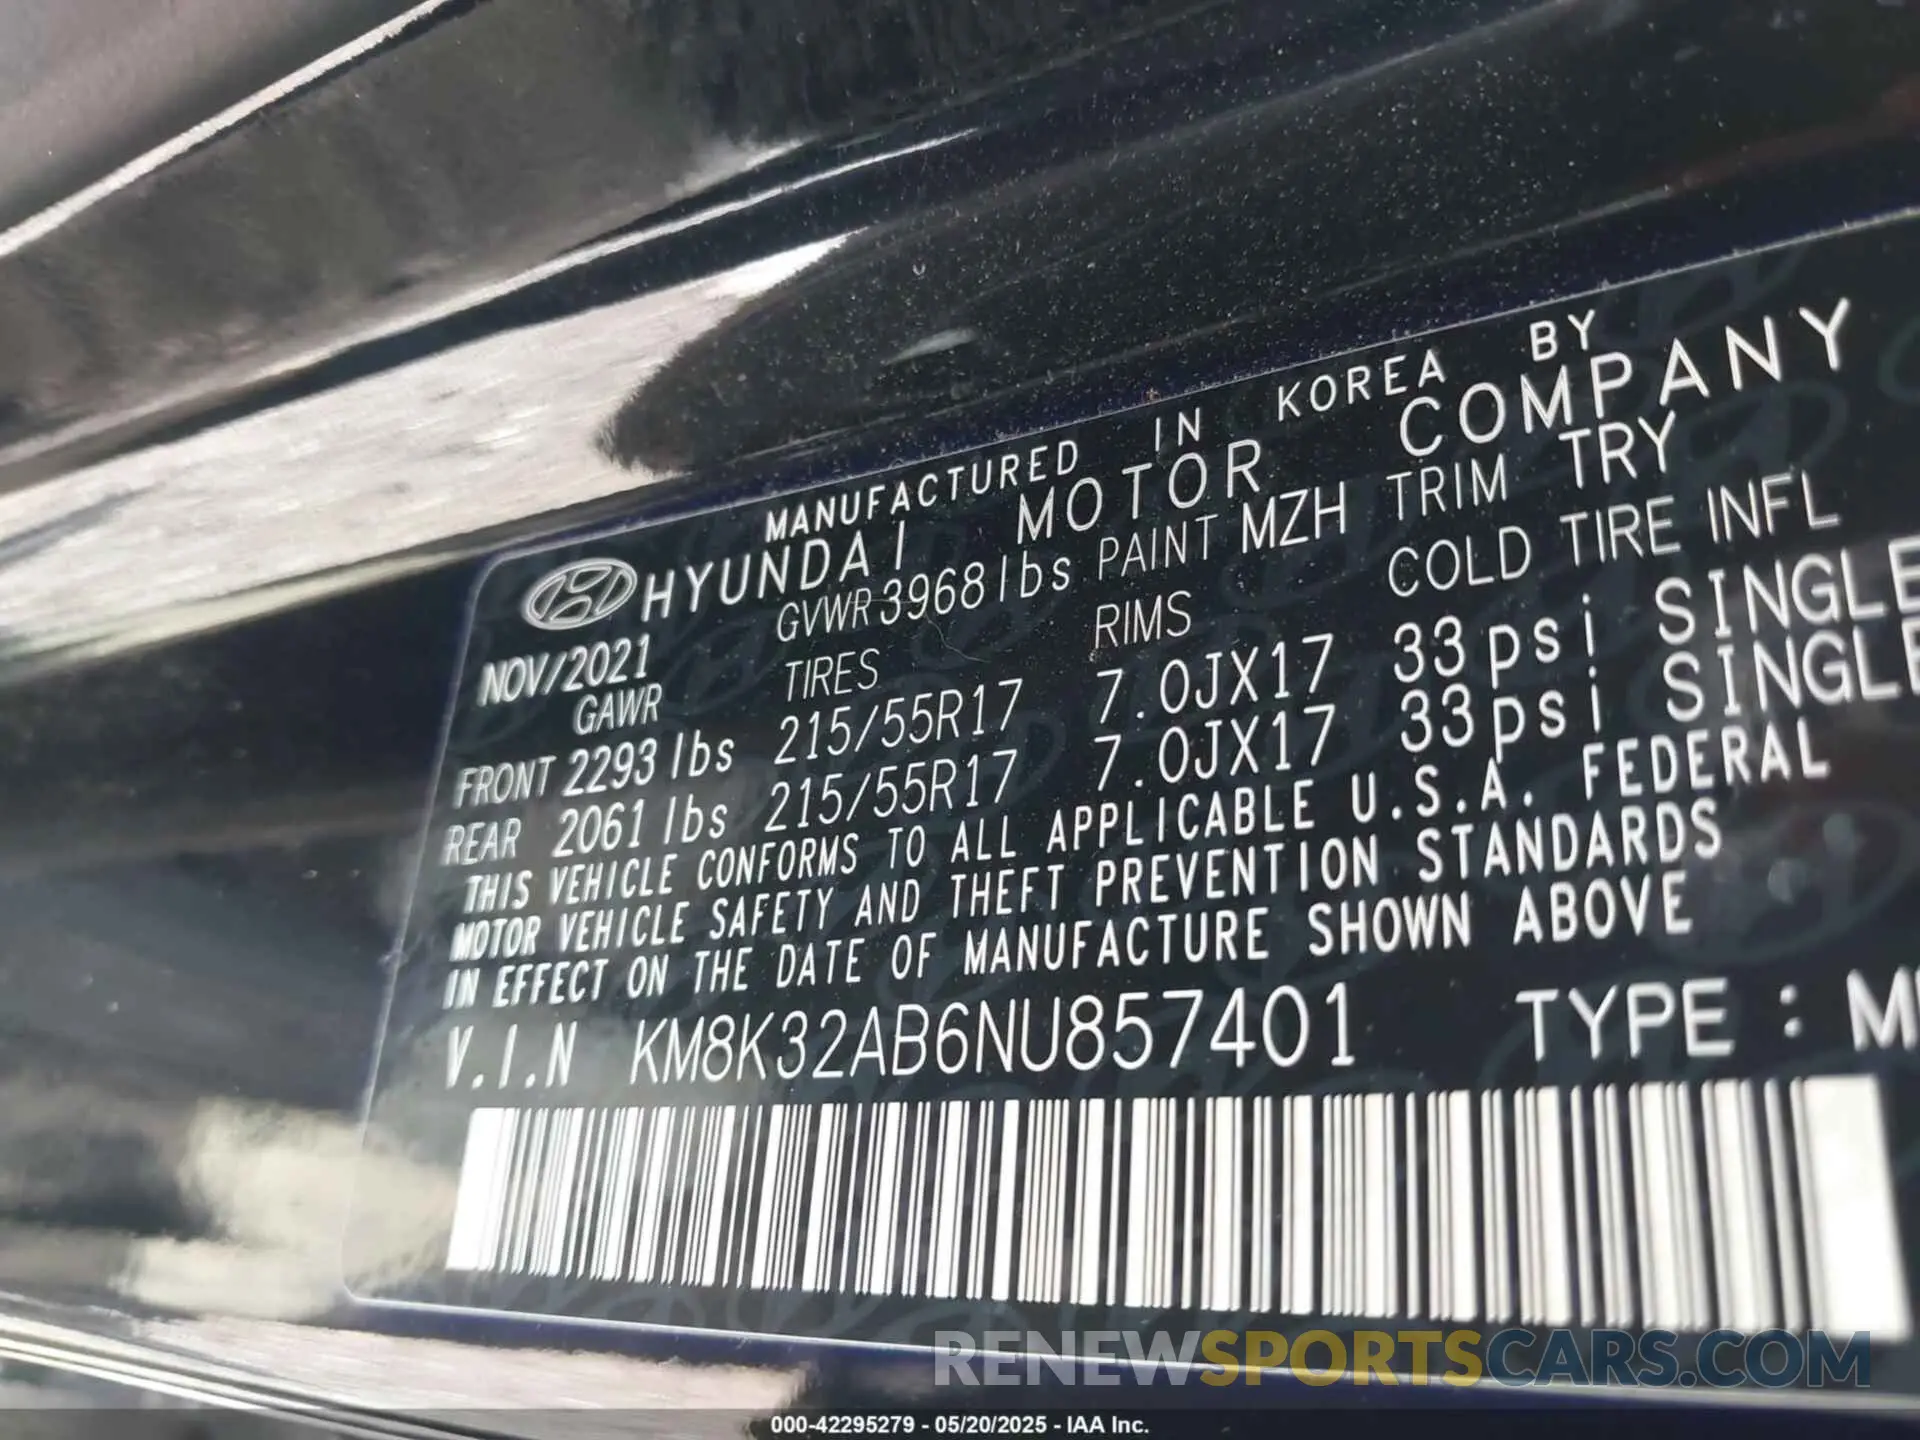 MANUFACTURED IN KOREA BY
HYUNDAI MOTOR COMPANY
NOV/2021 GVWR 3968 lbs PAINT MZH TRIM TRY
GAWR TIRES RIMS COLD TIRE INFL
FRONT 2293 lbs 215/55R17 7.0JX17 33 psi SINGLE
REAR 2061 lbs 215/55R17 7.0JX17 33 psi SINGLE
THIS VEHICLE CONFORMS TO ALL APPLICABLE U.S.A. FEDERAL
MOTOR VEHICLE SAFETY AND THEFT PREVENTION STANDARDS
IN EFFECT ON THE DATE OF MANUFACTURE SHOWN ABOVE
V.I.N KM8K32AB6NU857401 TYPE :
RENEWSPORTSCARS.COM
000-42295279 - 05/20/2025 - IAA Inc.